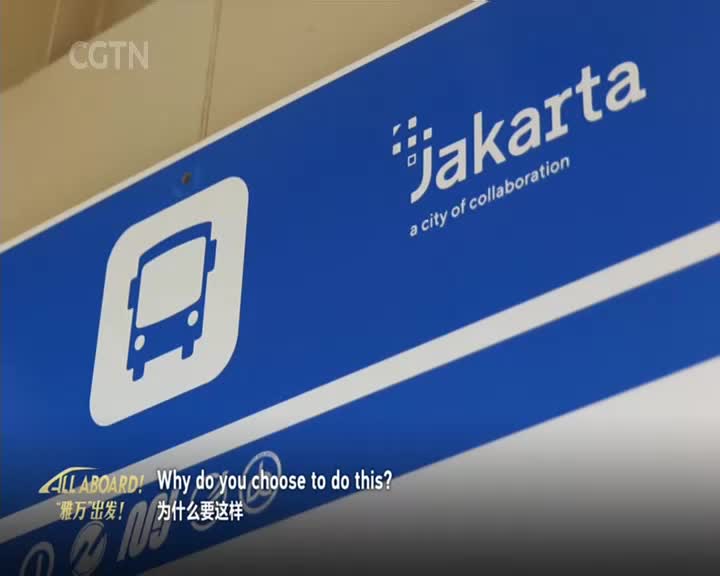 CGTN
jakarta
a city of collaboration
ALL ABOARD!
Why do you choose to do this?
“雅万”出发！
为什么要这样